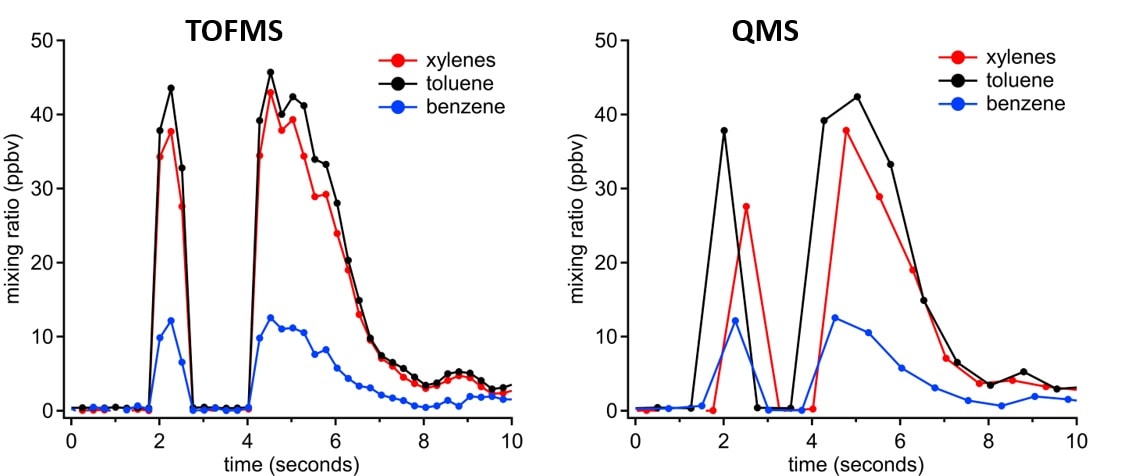 TOFMS
50
40
30
20
10
0
mixing ratio (ppbv)
xylenes
toluene
benzene
0 2 4 6 8 10
time (seconds)
QMS
50
40
30
20
10
0
mixing ratio (ppbv)
xylenes
toluene
benzene
0 2 4 6 8 10
time (seconds)